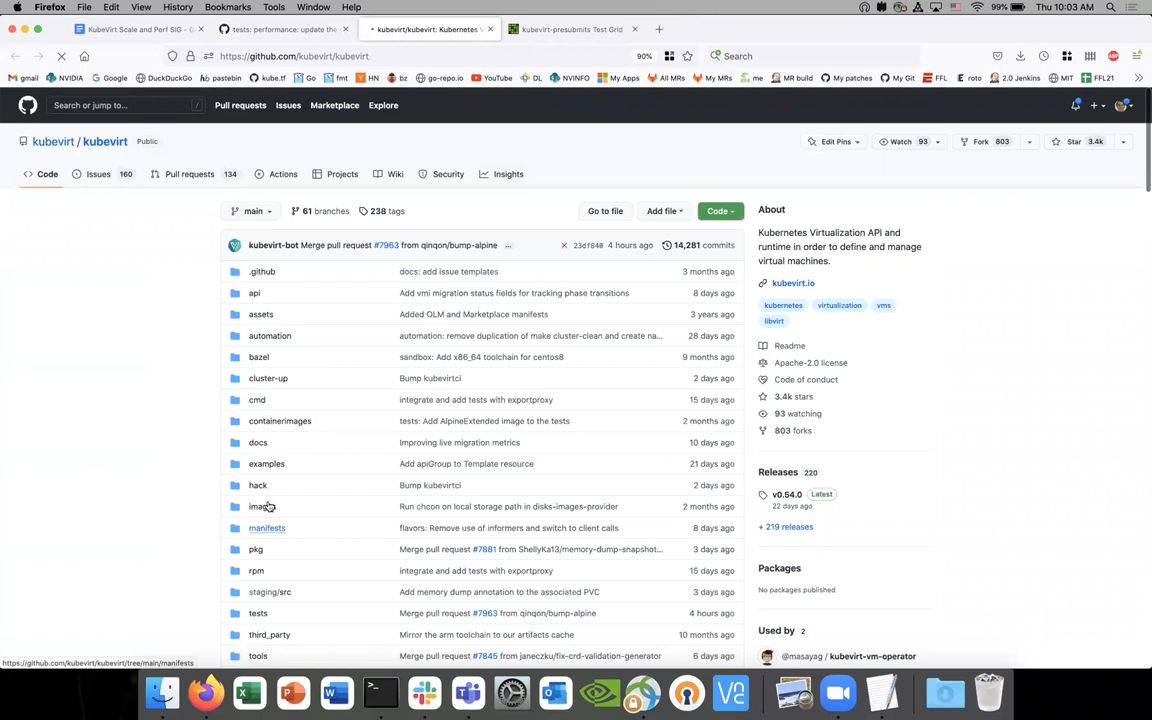 Firefox File Edit View History Bookmarks Tools Window Help 99% Thu 10:03 AM
KubeVirt Scale and Perf SIG - G tests: performance: update the kubevirt/kubevirt: Kubernetes V kubevirt-presubmits Test Grid
https://github.com/kubevirt/kubevirt 90% Search
gmail NVIDIA Google DuckDuckGo pastebin kube.tf Go fmt HN bz go-repo.io YouTube DL NVINFO My Apps All MRs My MRs me MR build My patches My Git FFL eroto 2.0 Jenkins MIT FFL21
Search or jump to... / Pull requests Issues Marketplace Explore
kubevirt / kubevirt Public Edit Pins Watch 93 Fork 803 Star 3.4k
Code Issues 160 Pull requests 134 Actions Projects Wiki Security Insights
main 61 branches 238 tags Go to file Add file Code
kubevirt-bot Merge pull request #7963 from qinqon/bump-alpine ... 23df840 4 hours ago 14,281 commits
.github docs: add issue templates 3 months ago
api Add vmi migration status fields for tracking phase transitions 8 days ago
assets Added OLM and Marketplace manifests 3 years ago
automation automation: remove duplication of make cluster-clean and create na... 28 days ago
bazel sandbox: Add x86_64 toolchain for centos8 9 months ago
cluster-up Bump kubevirtci 2 days ago
cmd integrate and add tests with exportproxy 15 days ago
containerimages tests: Add AlpineExtended image to the tests 2 months ago
docs Improving live migration metrics 10 days ago
examples Add apiGroup to Template resource 21 days ago
hack Bump kubevirtci 2 days ago
images Run chcon on local storage path in disks-images-provider 2 months ago
manifests flavors: Remove use of informers and switch to client calls 8 days ago
pkg Merge pull request #7881 from ShellyKa13/memory-dump-snapshot... 3 days ago
rpm integrate and add tests with exportproxy 15 days ago
staging/src Add memory dump annotation to the associated PVC 3 days ago
tests Merge pull request #7963 from qinqon/bump-alpine 4 hours ago
third_party Mirror the arm toolchain to our artifacts cache 10 months ago
tools Merge pull request #7845 from janeczku/fix-crd-validation-generator 6 days ago
About
Kubernetes Virtualization API and
runtime in order to define and manage
virtual machines.
kubevirt.io
kubernetes virtualization vms
libvirt
Readme
Apache-2.0 license
Code of conduct
3.4k stars
93 watching
803 forks
Releases 220
v0.54.0 Latest
22 days ago
+ 219 releases
Packages
No packages published
Used by 2
@masayag / kubevirt-vm-operator
https://github.com/kubevirt/kubevirt/tree/main/manifests